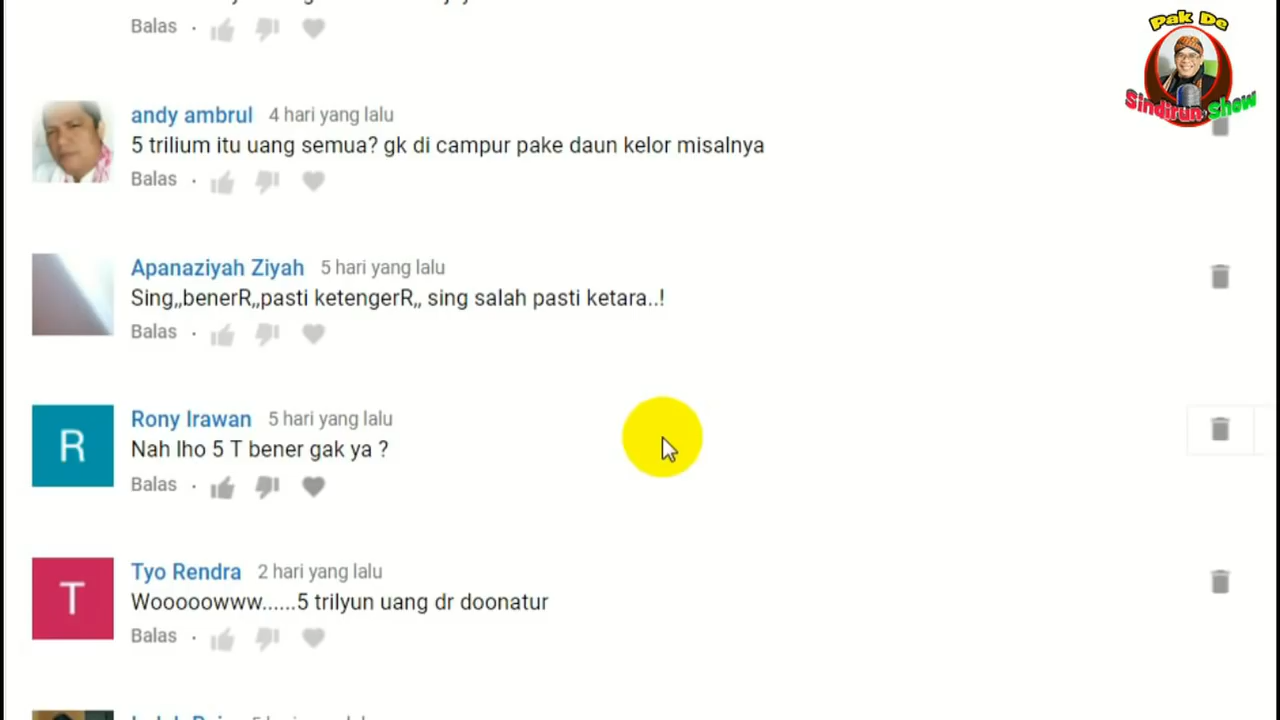 Balas ·
Pak De
Sindirun Show
andy ambrul 4 hari yang lalu
5 trilium itu uang semua? gk di campur pake daun kelor misalnya
Balas ·
Apanaziyah Ziyah 5 hari yang lalu
Sing,,benerR,,pasti ketengerR,, sing salah pasti ketara..!
Balas ·
Rony Irawan 5 hari yang lalu
R
Nah lho 5 T bener gak ya ?
Balas ·
Tyo Rendra 2 hari yang lalu
T
Wooooowww......5 trilyun uang dr doonatur
Balas ·